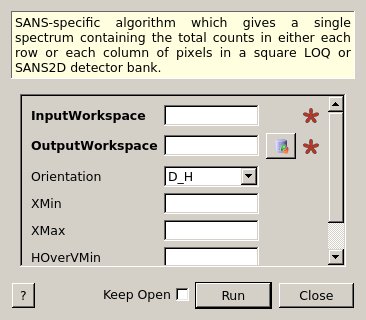 SANS-specific algorithm which gives a single
spectrum containing the total counts in either each
row or each column of pixels in a square LOQ or
SANS2D detector bank.
InputWorkspace
OutputWorkspace
Orientation D_H
XMin
XMax
HOverVMin
? Keep Open Run Close